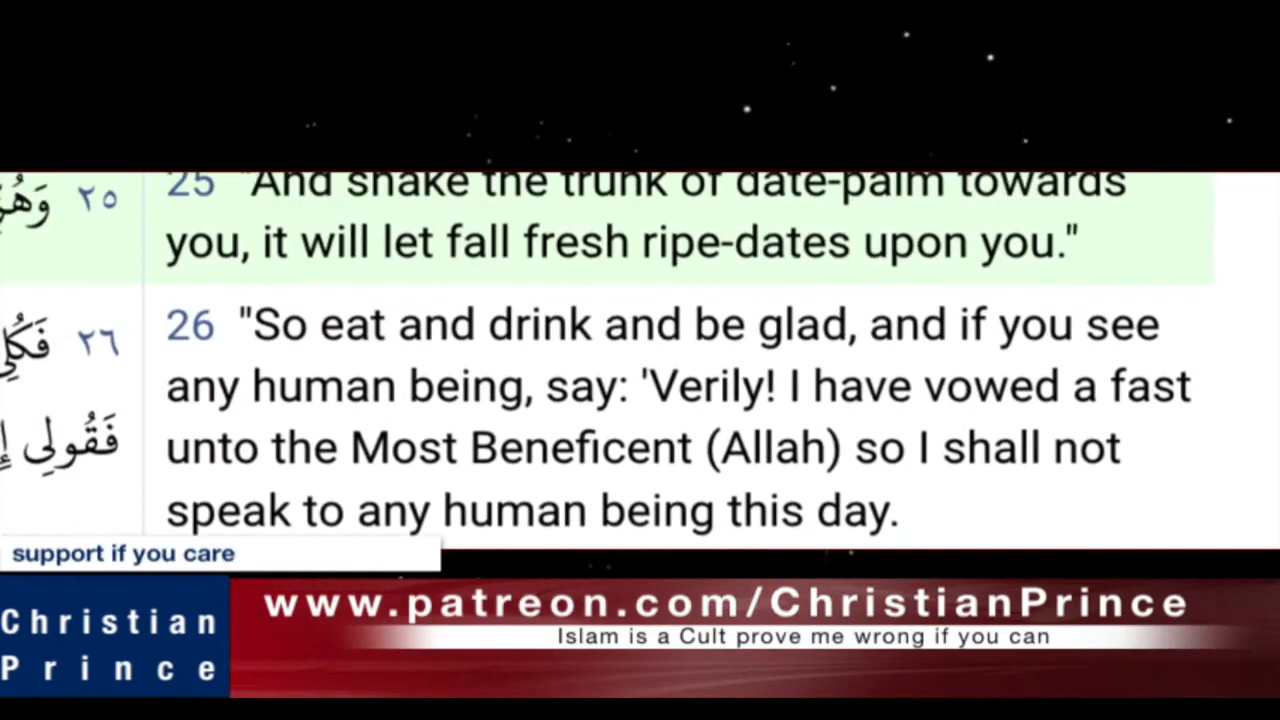 وَهُزِّ ٢٥
25 "And shake the trunk of date-palm towards
you, it will let fall fresh ripe-dates upon you."
فَكُلِي ٢٦
26 "So eat and drink and be glad, and if you see
any human being, say: 'Verily! I have vowed a fast
فَقُولِي
unto the Most Beneficent (Allah) so I shall not
speak to any human being this day.
support if you care
Christian
Prince
www.patreon.com/ChristianPrince
Islam is a Cult prove me wrong if you can